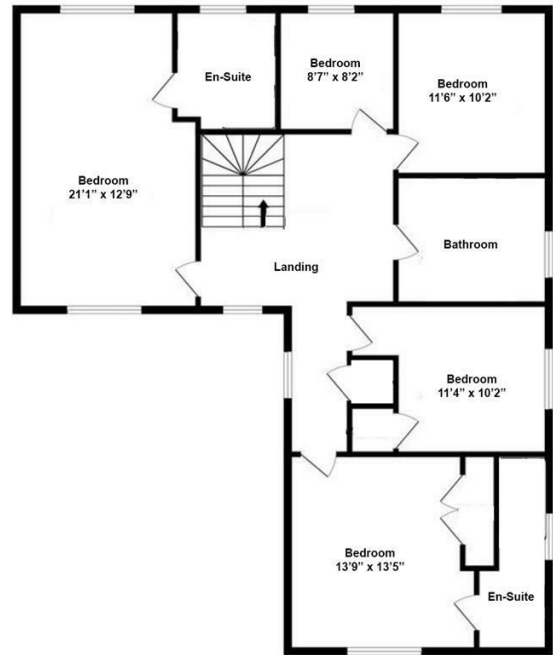 En-Suite
Bedroom
8'7" x 8'2"
Bedroom
11'6" x 10'2"
Bedroom
21'1" x 12'9"
Bathroom
Landing
Bedroom
11'4" x 10'2"
Bedroom
13'9" x 13'5"
En-Suite